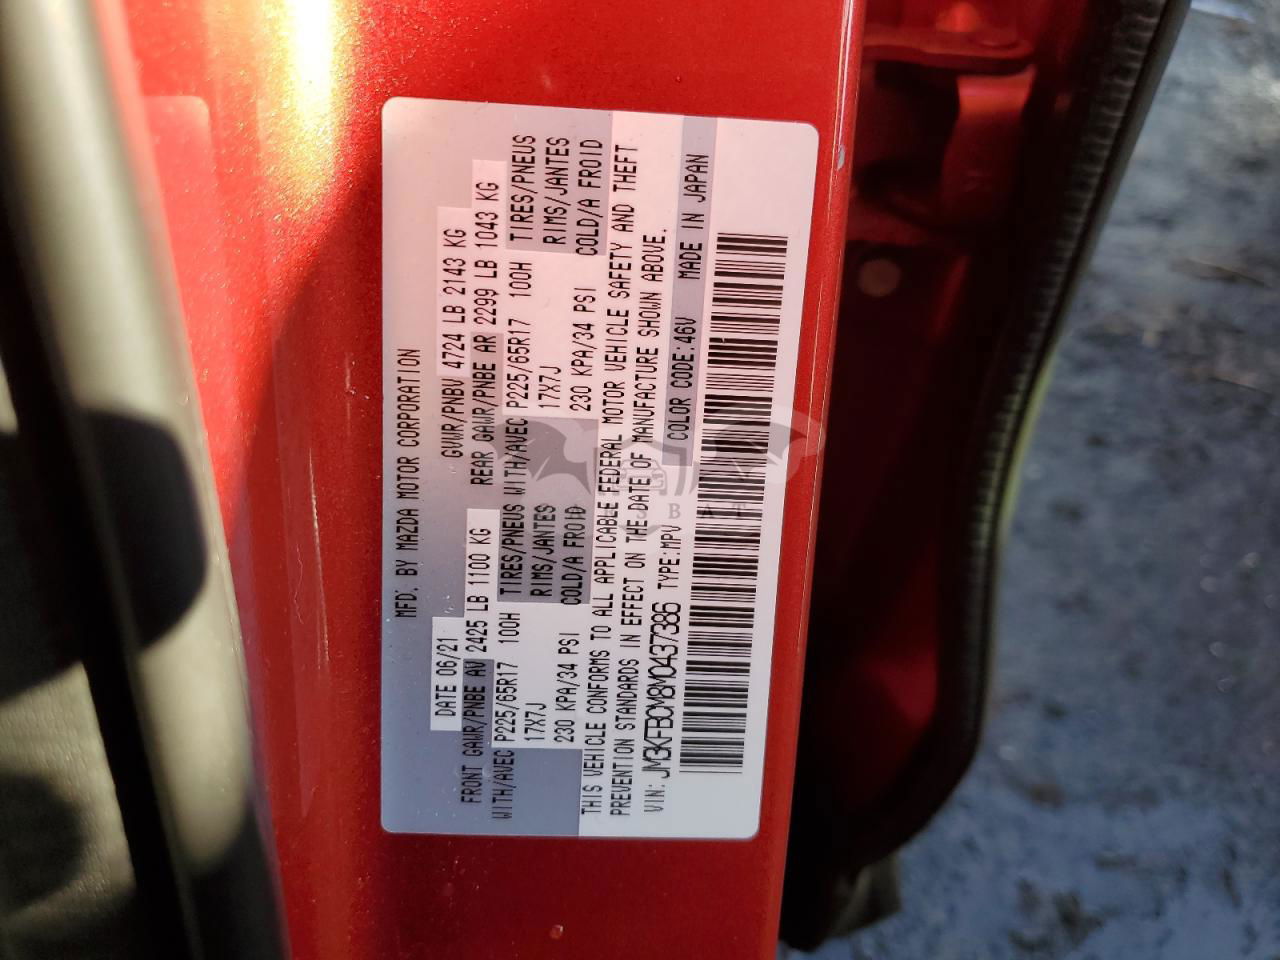 MFD. BY MAZDA MOTOR CORPORATION
DATE 06/21 GVWR/PNBV 4724 LB 2143 KG
FRONT GAWR/PNBE AV 2425 LB 1100 KG REAR GAWR/PNBE AR 2299 LB 1043 KG
WITH/AVEC P225/65R17 100H TIRES/PNEUS WITH/AVEC P225/65R17 100H TIRES/PNEUS
17X7J RIMS/JANTES 17X7J RIMS/JANTES
230 KPA/34 PSI COLD/A FROID 230 KPA/34 PSI COLD/A FROID
THIS VEHICLE CONFORMS TO ALL APPLICABLE FEDERAL MOTOR VEHICLE SAFETY AND THEFT
PREVENTION STANDARDS IN EFFECT ON THE DATE OF MANUFACTURE SHOWN ABOVE.
VIN: JM3KFBCM8M0437386 TYPE:MPV COLOR CODE:46V MADE IN JAPAN